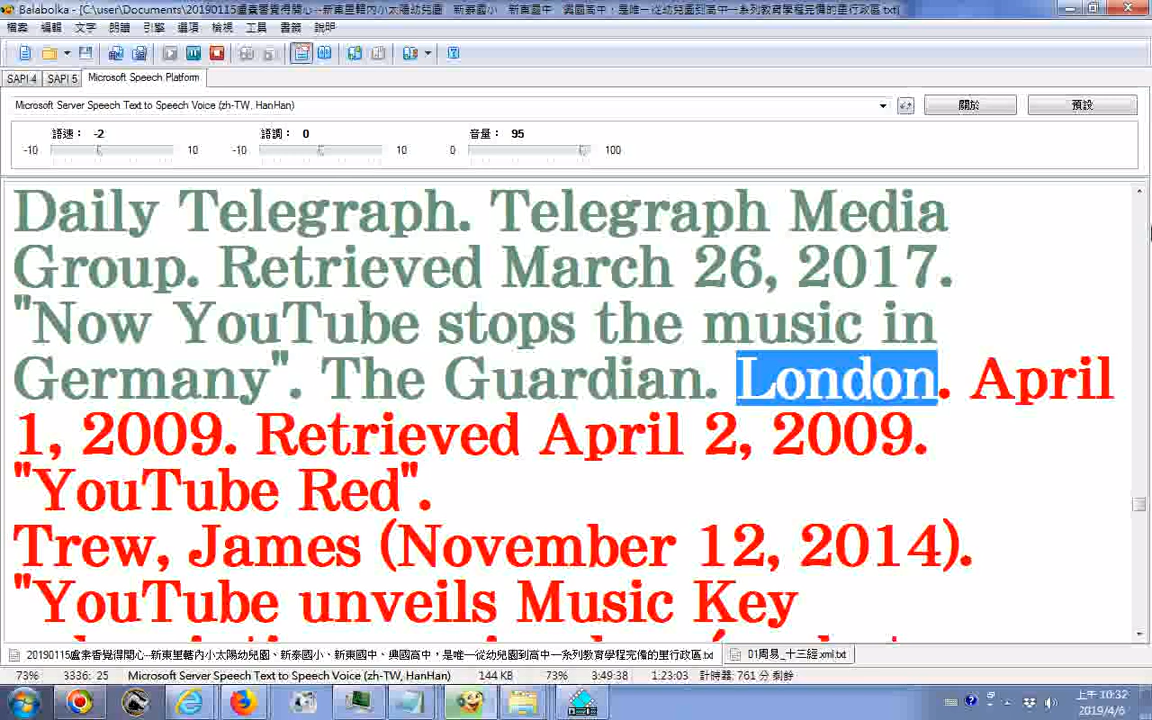 Balabolka - [C:\user\Documents\20190115盧絫香覺得開心--新東里轄內小太陽幼兒園、新泰國小、新東國中、興國高中，是唯一從幼兒園到高中一系列教育學程完備的里行政區.txt]
檔案 編輯 文字 朗讀 引擎 選項 檢視 工具 書籤 說明
SAPI 4 SAPI 5 Microsoft Speech Platform
Microsoft Server Speech Text to Speech Voice (zh-TW, HanHan) 關於 預設
語速： -2 語調： 0 音量： 95
-10 10 -10 10 0 100
Daily Telegraph. Telegraph Media
Group. Retrieved March 26, 2017.
"Now YouTube stops the music in
Germany". The Guardian. London. April
1, 2009. Retrieved April 2, 2009.
"YouTube Red".
Trew, James (November 12, 2014).
"YouTube unveils Music Key
20190115盧絫香覺得開心--新東里轄內小太陽幼兒園、新泰國小、新東國中、興國高中，是唯一從幼兒園到高中一系列教育學程完備的里行政區.txt 01周易_十三經.xml.txt
73% 3336: 25 Microsoft Server Speech Text to Speech Voice (zh-TW, HanHan) 144 KB 73% 3:49:38 1:23:03 計時器: 761 分 剩餘
上午 10:32
2019/4/6